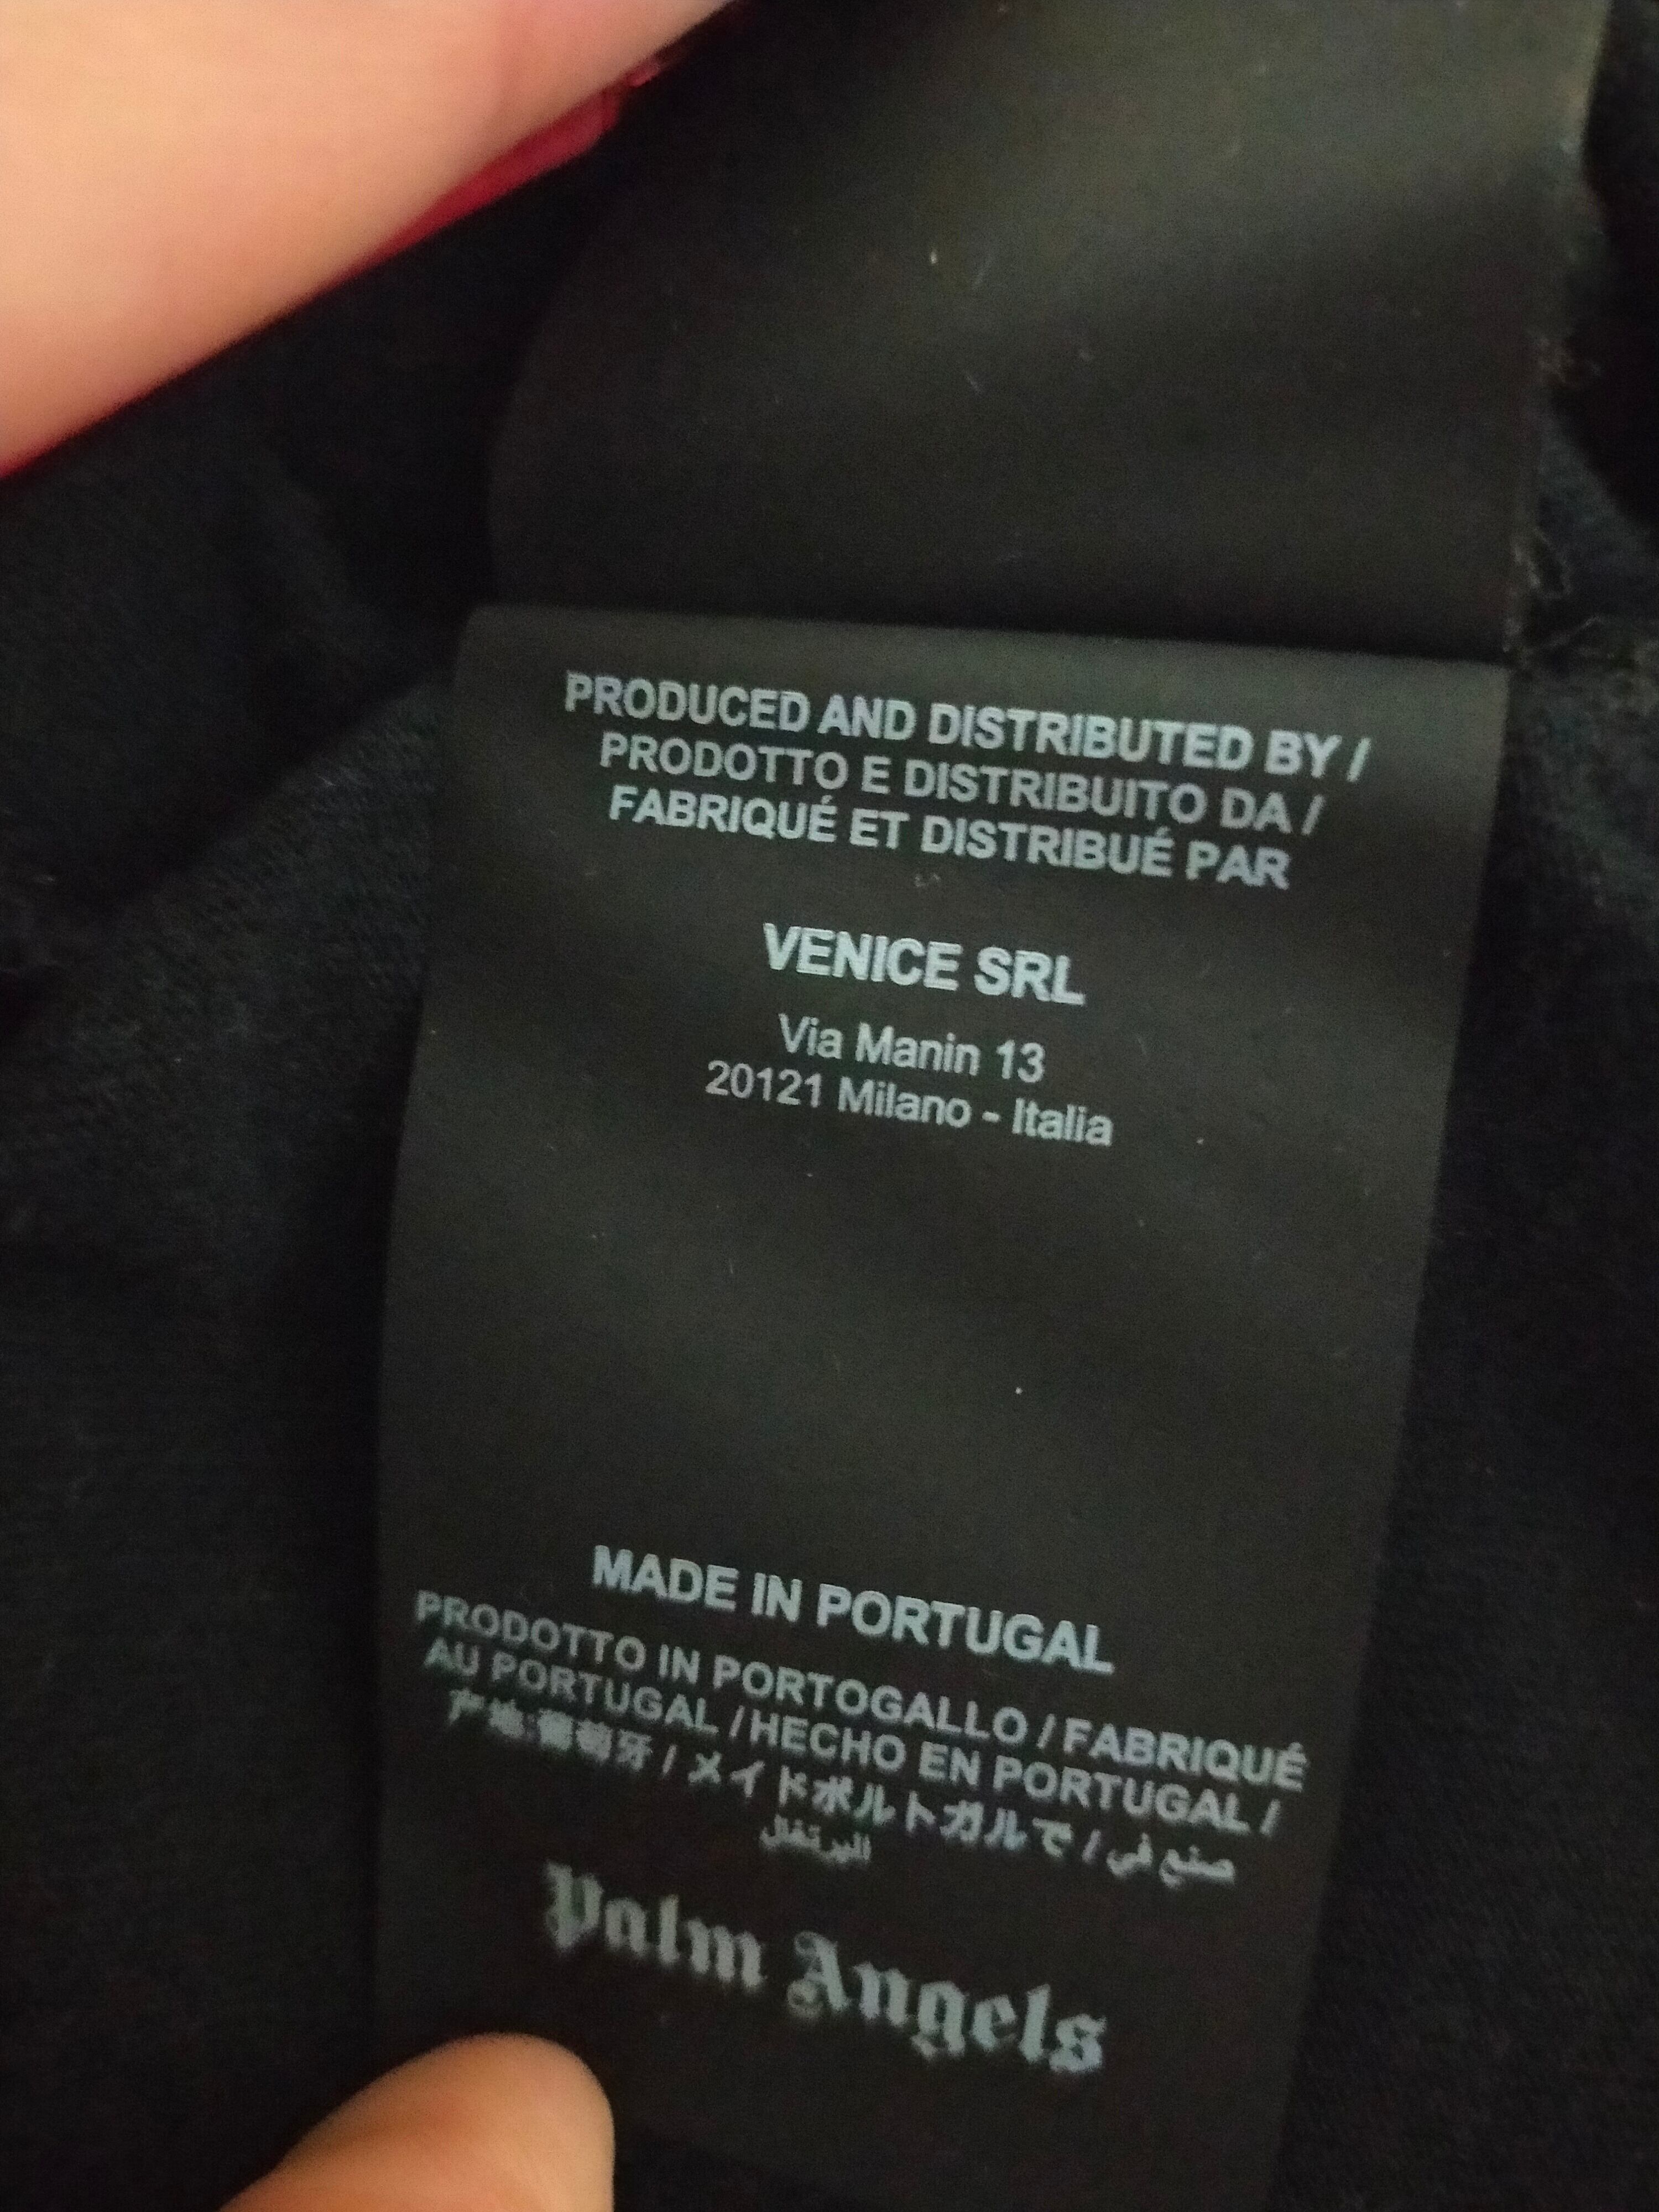 PRODUCED AND DISTRIBUTED BY /
PRODOTTO E DISTRIBUITO DA /
FABRIQUÉ ET DISTRIBUÉ PAR
VENICE SRL
Via Manin 13
20121 Milano - Italia
MADE IN PORTUGAL
PRODOTTO IN PORTOGALLO / FABRIQUÉ
AU PORTUGAL / HECHO EN PORTUGAL /
产地:葡萄牙 / メイドポルトガルで / صنع في
البرتغال
Palm Angels